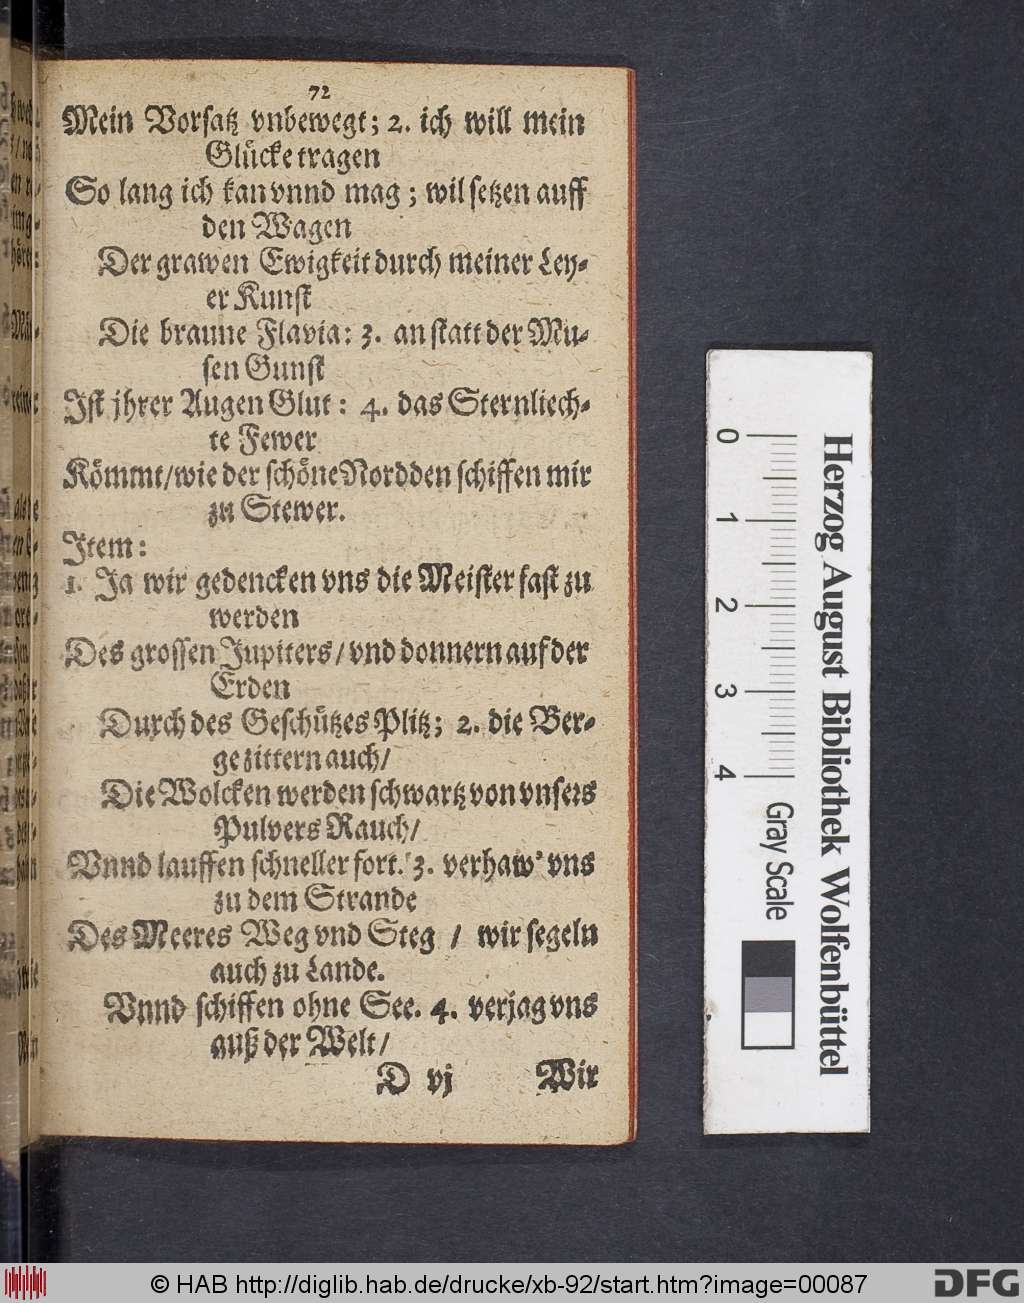 72
Mein Vorsatz vnbewegt; 2. ich will mein
Glücke tragen
So lang ich kan vnnd mag; wil setzen auff
den Wagen
Der grawen Ewigkeit durch meiner Ley-
er Kunst
Die braune Flavia: 3. an statt der Mu-
sen Gunst
Ist jhrer Augen Glut: 4. das Sternliech-
te Fewer
Kömmt/wie der schöne Nordden schiffen mir
zu Stewer.
Item:
1. Ja wir gedencken vns die Meister fast zu
werden
Des grossen Jupiters/vnd donnern auf der
Erden
Durch des Geschützes Plitz; 2. die Ber-
ge zittern auch/
Die Wolcken werden schwartz von vnsers
Pulvers Rauch/
Vnnd lauffen schneller fort. 3. verhaw' vns
zu dem Strande
Des Meeres Weg vnd Steg / wir segeln
auch zu Lande.
Vnnd schiffen ohne See. 4. verjag vns
auß der Welt/
D vj Wir
0 1 2 3 4
Gray Scale
Herzog August Bibliothek Wolfenbüttel
© HAB http://diglib.hab.de/drucke/xb-92/start.htm?image=00087
DFG